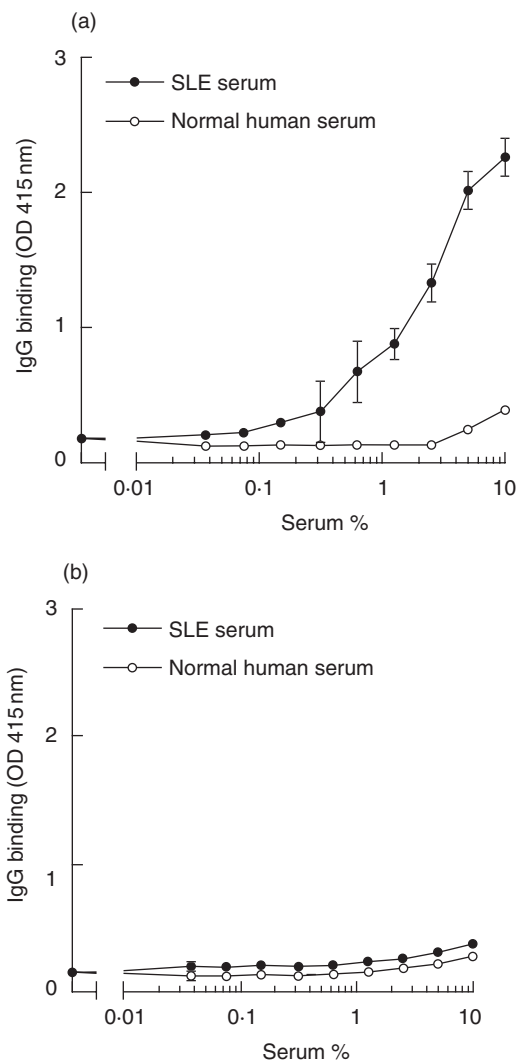 (a)
SLE serum
Normal human serum
IgG binding (OD 415 nm)
3
2
1
0
0·01
0·1
1
10
Serum %
(b)
SLE serum
Normal human serum
IgG binding (OD 415 nm)
3
2
1
0
0·01
0·1
1
10
Serum %